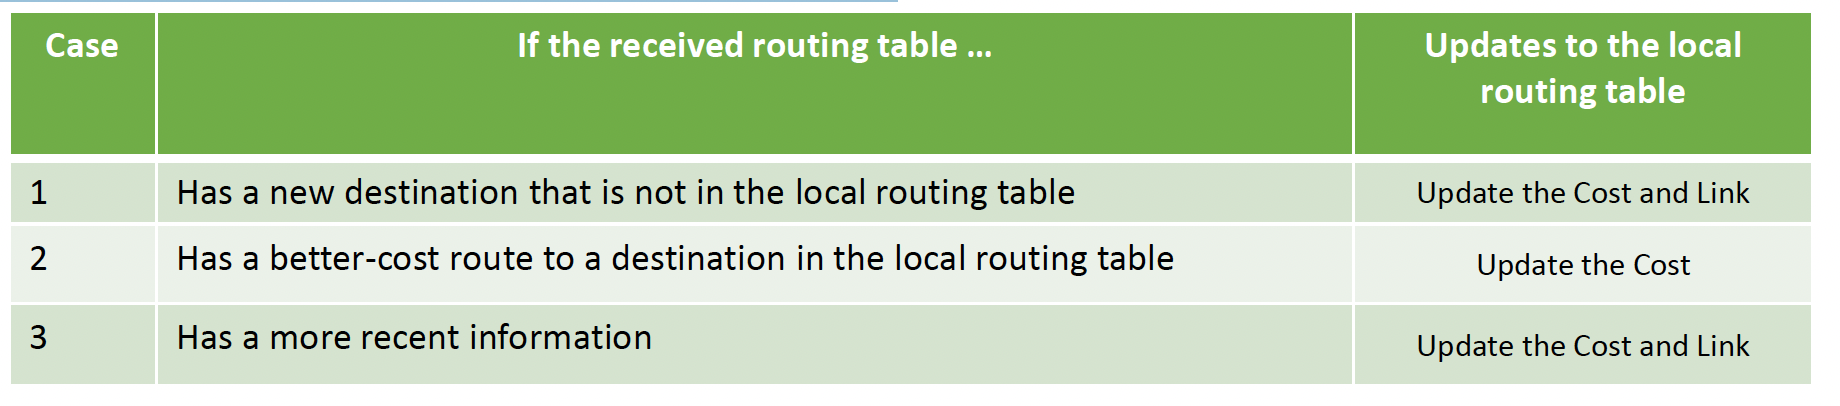 Case
If the received routing table ...
Updates to the local
routing table
1
Has a new destination that is not in the local routing table
Update the Cost and Link
2
Has a better-cost route to a destination in the local routing table
Update the Cost
3
Has a more recent information
Update the Cost and Link